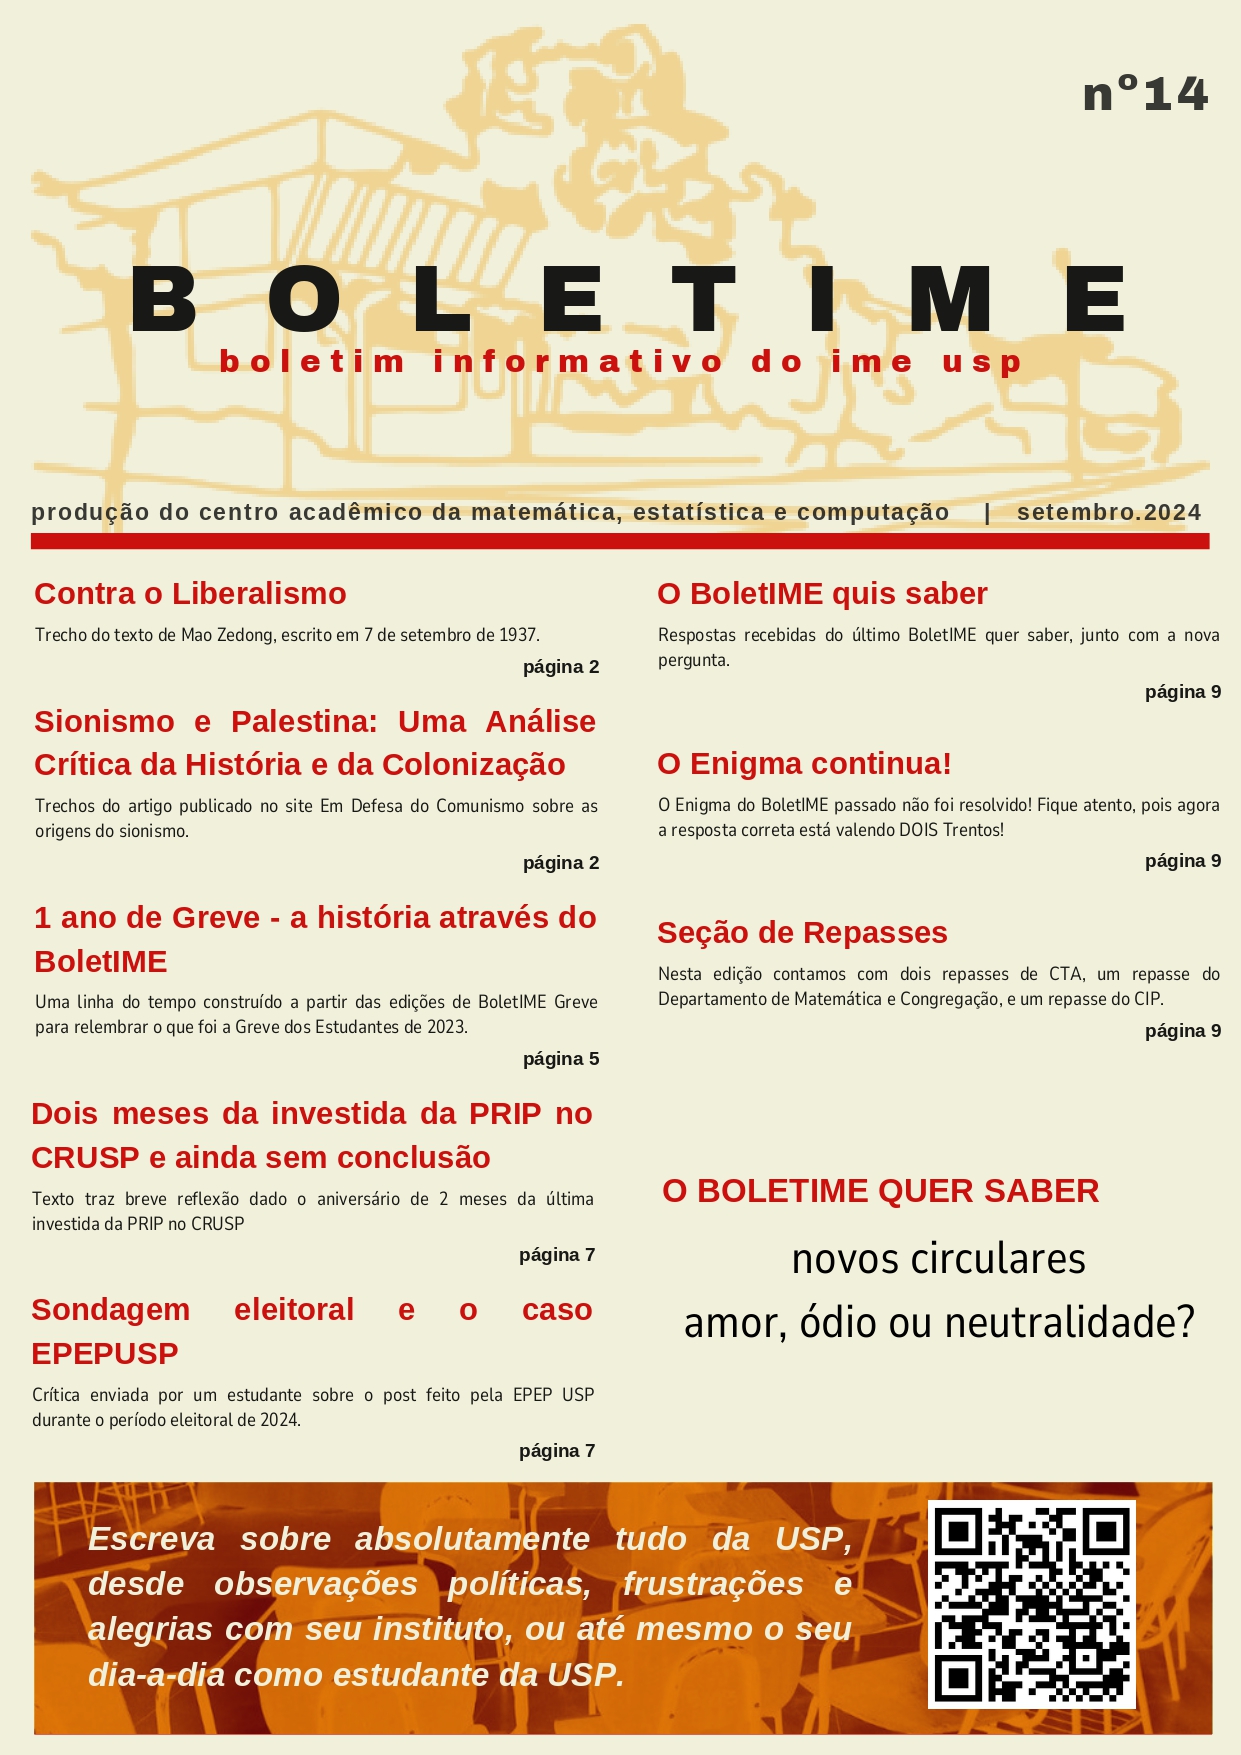 nº14
BOLETIME
boletim informativo do ime usp
produção do centro acadêmico da matemática, estatística e computação | setembro.2024
Contra o Liberalismo
Trecho do texto de Mao Zedong, escrito em 7 de setembro de 1937.
página 2
Sionismo e Palestina: Uma Análise
Crítica da História e da Colonização
Trechos do artigo publicado no site Em Defesa do Comunismo sobre as
origens do sionismo.
página 2
1 ano de Greve - a história através do
BoletIME
Uma linha do tempo construído a partir das edições de BoletIME Greve
para relembrar o que foi a Greve dos Estudantes de 2023.
página 5
Dois meses da investida da PRIP no
CRUSP e ainda sem conclusão
Texto traz breve reflexão dado o aniversário de 2 meses da última
investida da PRIP no CRUSP
página 7
Sondagem eleitoral e o caso
EPEPUSP
Crítica enviada por um estudante sobre o post feito pela EPEP USP
durante o período eleitoral de 2024.
página 7
O BoletIME quis saber
Respostas recebidas do último BoletIME quer saber, junto com a nova
pergunta.
página 9
O Enigma continua!
O Enigma do BoletIME passado não foi resolvido! Fique atento, pois agora
a resposta correta está valendo DOIS Trentos!
página 9
Seção de Repasses
Nesta edição contamos com dois repasses de CTA, um repasse do
Departamento de Matemática e Congregação, e um repasse do CIP.
página 9
O BOLETIME QUER SABER
novos circulares
amor, ódio ou neutralidade?
Escreva sobre absolutamente tudo da USP,
desde observações políticas, frustrações e
alegrias com seu instituto, ou até mesmo o seu
dia-a-dia como estudante da USP.